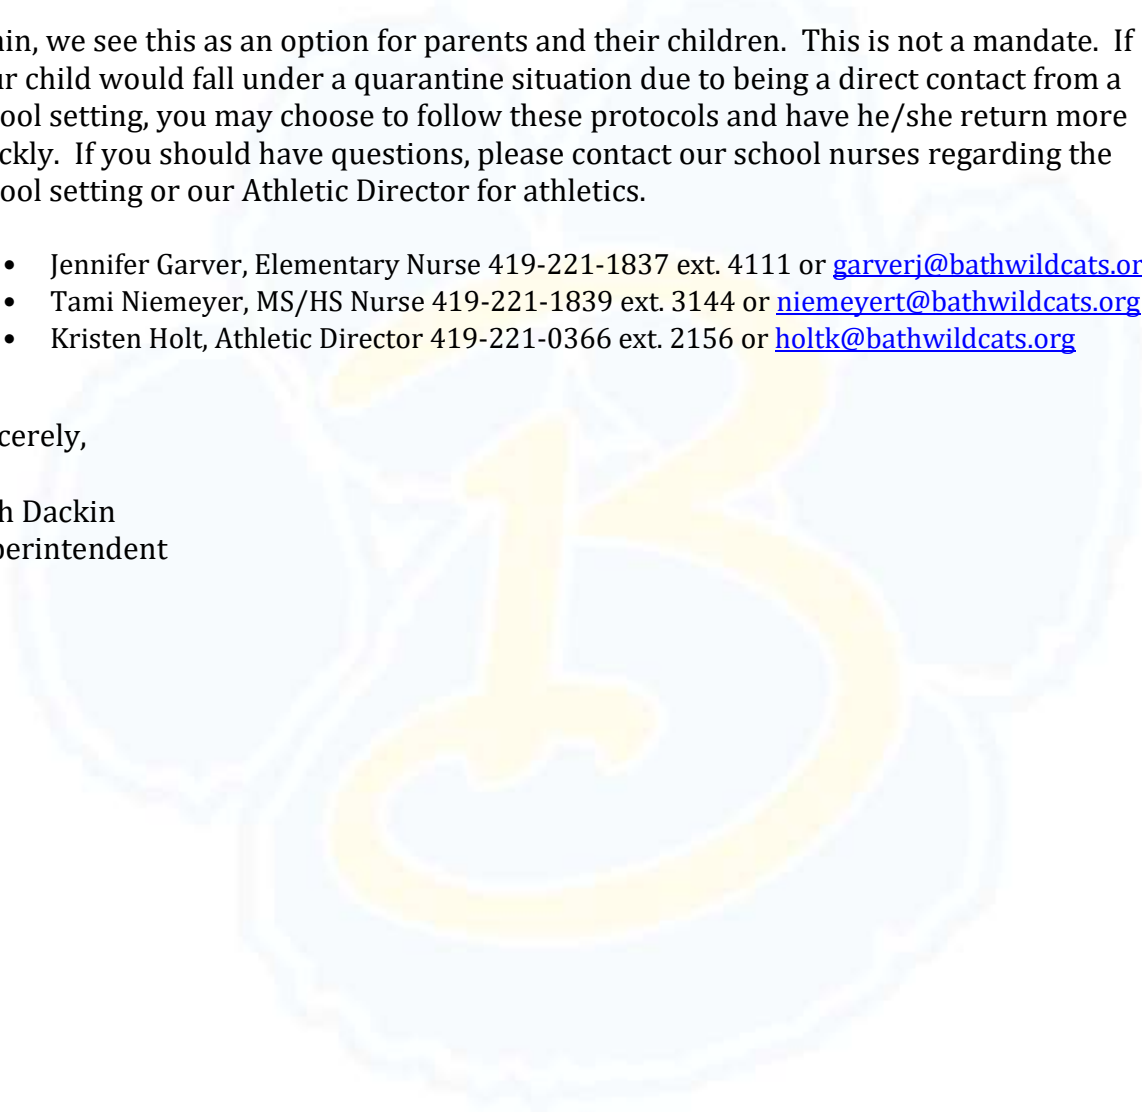 in, we see this as an option for parents and their children.  This is not a mandate.  If
ur child would fall under a quarantine situation due to being a direct contact from a
ool setting, you may choose to follow these protocols and have he/she return more
ckly.  If you should have questions, please contact our school nurses regarding the
ool setting or our Athletic Director for athletics.
• Jennifer Garver, Elementary Nurse 419-221-1837 ext. 4111 or garverj@bathwildcats.or
• Tami Niemeyer, MS/HS Nurse 419-221-1839 ext. 3144 or niemeyert@bathwildcats.org
• Kristen Holt, Athletic Director 419-221-0366 ext. 2156 or holtk@bathwildcats.org
cerely,
h Dackin
perintendent
B